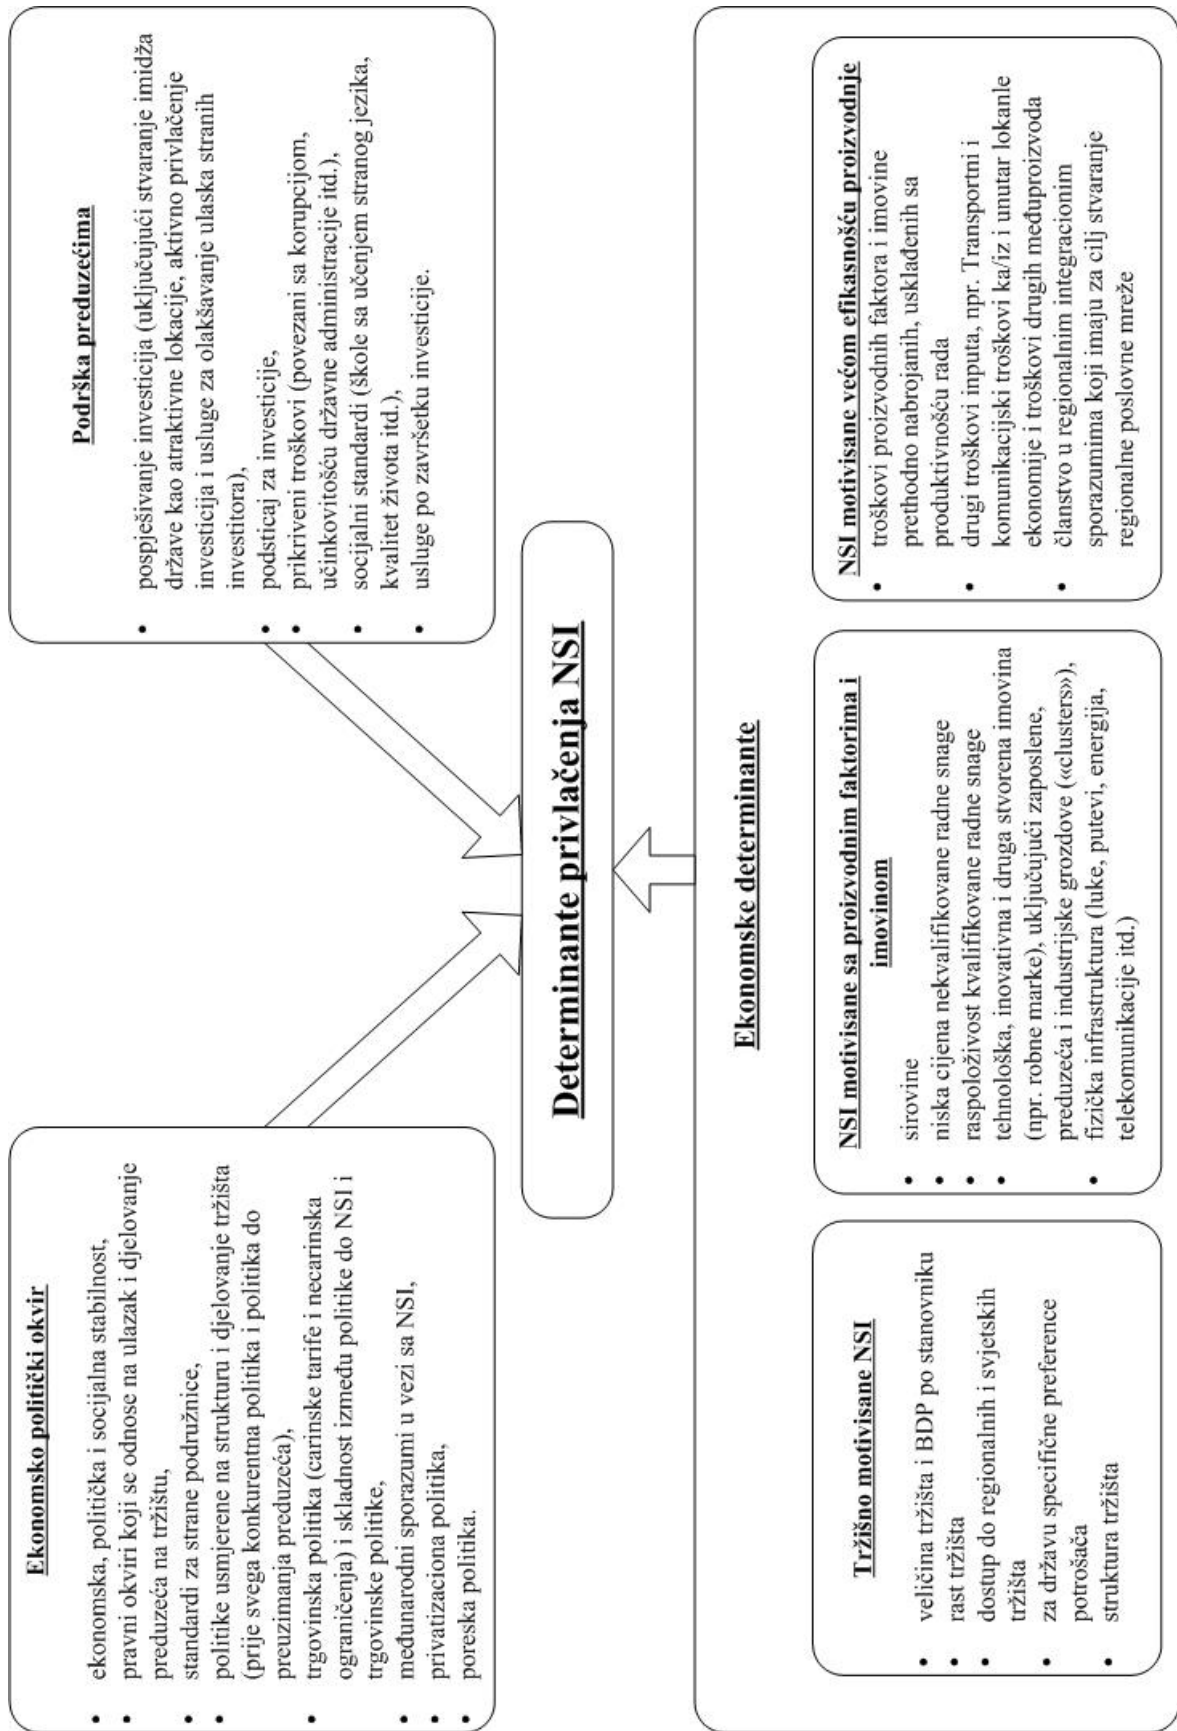 Ekonomsko politički okvir
• ekonomska, politička i socijalna stabilnost,
• pravni okviri koji se odnose na ulazak i djelovanje
preduzeća na tržištu,
• standardi za strane podružnice,
• politike usmjerene na strukturu i djelovanje tržišta
(prije svega konkurentna politika i politika do
preuzimanja preduzeća),
• trgovinska politika (carinske tarife i necarinska
ograničenja) i skladnost između politike do NSI i
trgovinske politike,
• međunarodni sporazumi u vezi sa NSI,
• privatizaciona politika,
• poreska politika.
Podrška preduzećima
• pospješivanje investicija (uključujući stvaranje imidža
države kao atraktivne lokacije, aktivno privlačenje
investicija i usluge za olakšavanje ulaska stranih
investitora),
• podsticaj za investicije,
• prikriveni troškovi (povezani sa korupcijom,
učinkovitošću državne administracije itd.),
• socijalni standardi (škole sa učenjem stranog jezika,
kvalitet života itd.),
• usluge po završetku investicije.
Determinante privlačenja NSI
Ekonomske determinante
Tržišno motivisane NSI
• veličina tržišta i BDP po stanovniku
• rast tržišta
• dostup do regionalnih i svjetskih
tržišta
• za državu specifične preference
potrošača
• struktura tržišta
NSI motivisane sa proizvodnim faktorima i
imovinom
• sirovine
• niska cijena nekvalifikovane radne snage
• raspoloživost kvalifikovane radne snage
• tehnološka, inovativna i druga stvorena imovina
(npr. robne marke), uključujući zaposlene,
preduzeća i industrijske grozdove («clusters»),
• fizička infrastruktura (luke, putevi, energija,
telekomunikacije itd.)
NSI motivisane većom efikasnošću proizvodnje
• troškovi proizvodnih faktora i imovine
prethodno nabrojanih, usklađenih sa
produktivnošću rada
• drugi troškovi inputa, npr. Transportni i
komunikacijski troškovi ka/iz i unutar lokanle
ekonomije i troškovi drugih međuproizvoda
• članstvo u regionalnim integracionim
sporazumima koji imaju za cilj stvaranje
regionalne poslovne mreže